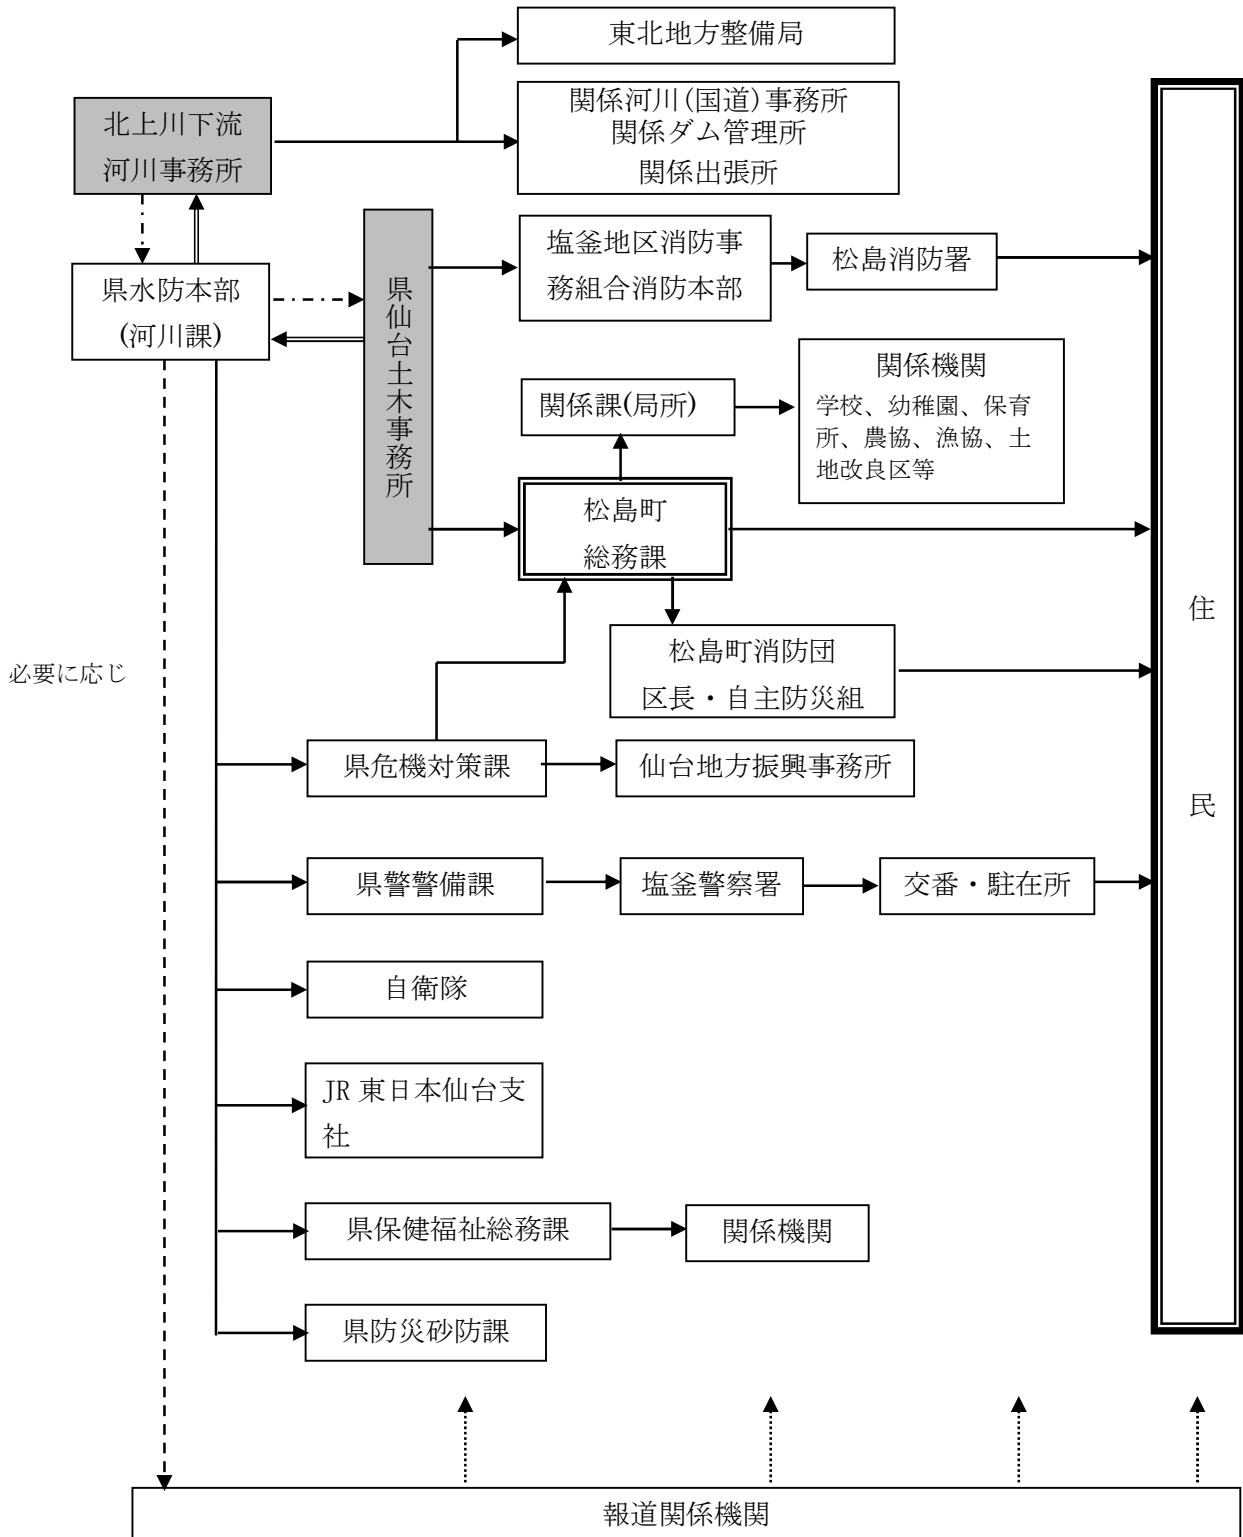 東北地方整備局
関係河川(国道)事務所
関係ダム管理所
関係出張所
北上川下流
河川事務所
県水防本部
(河川課)
県仙台土木事務所
塩釜地区消防事
務組合消防本部
松島消防署
関係課(局所)
関係機関
学校、幼稚園、保育
所、農協、漁協、土
地改良区等
松島町
総務課
松島町消防団
区長・自主防災組
住民
必要に応じ
県危機対策課
仙台地方振興事務所
県警警備課
塩釜警察署
交番・駐在所
自衛隊
JR東日本仙台支
社
県保健福祉総務課
関係機関
県防災砂防課
報道関係機関